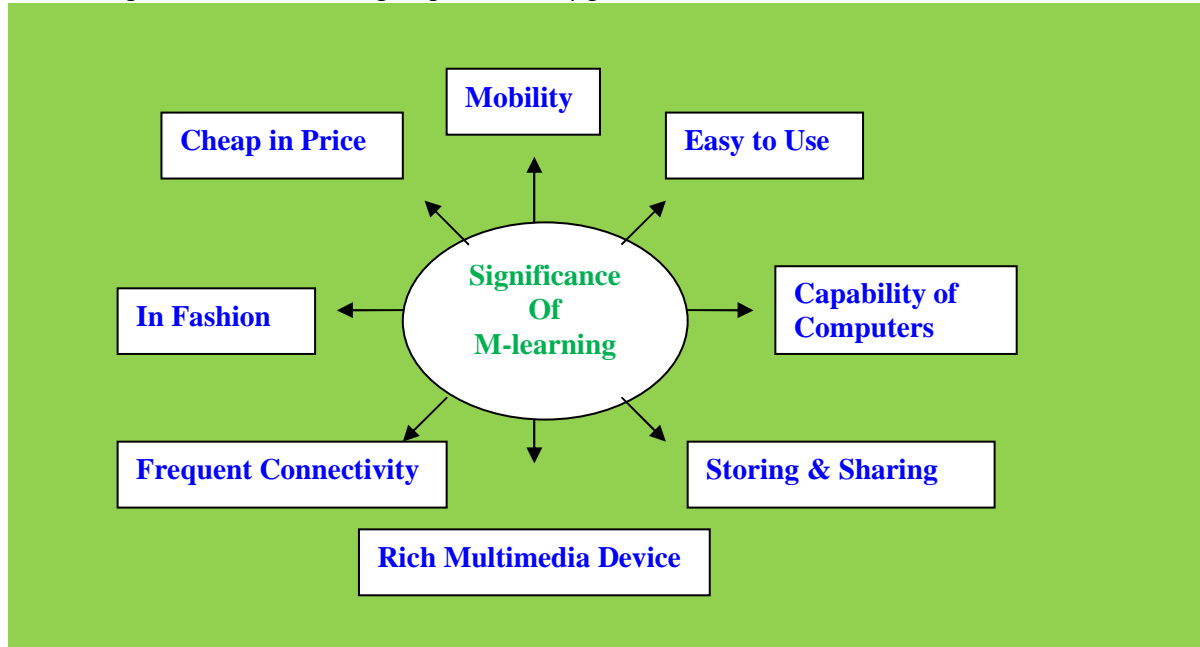 Mobility
Cheap in Price
Easy to Use
Significance
Of
M-learning
In Fashion
Capability of
Computers
Frequent Connectivity
Storing & Sharing
Rich Multimedia Device